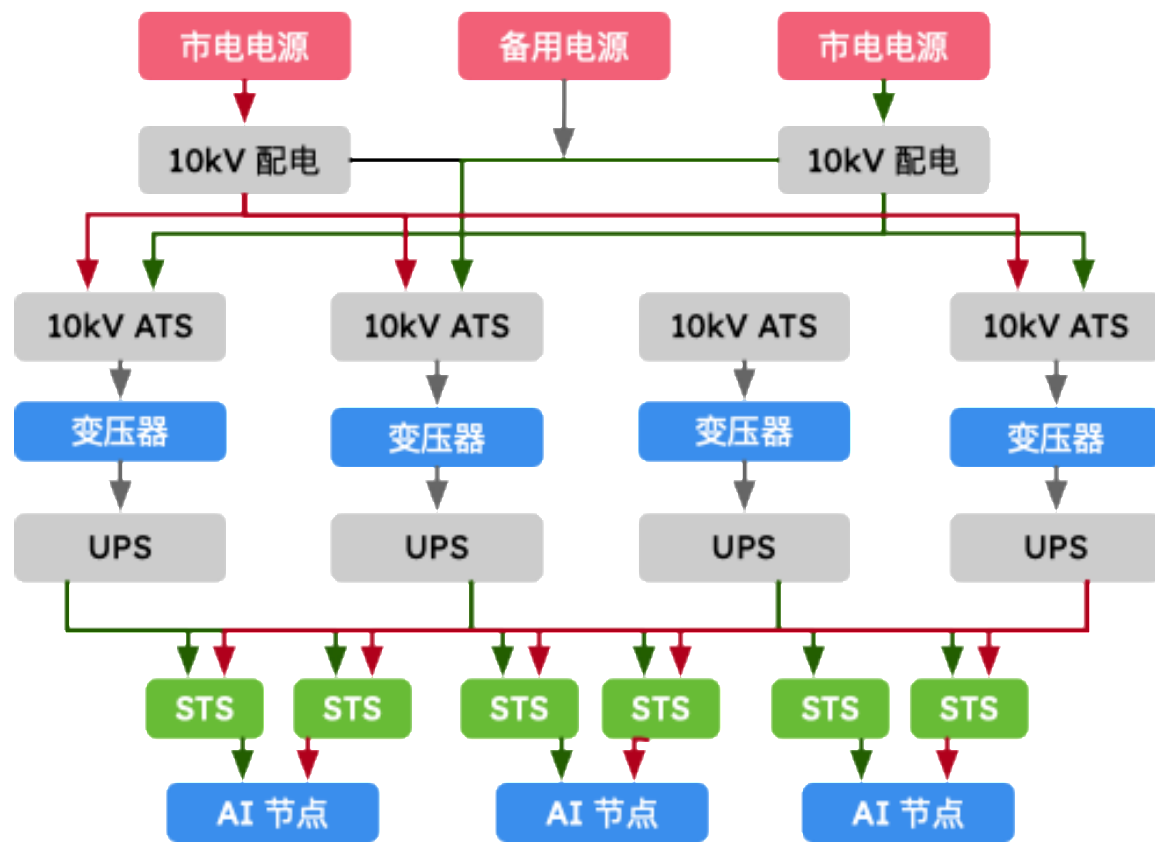 市电电源
备用电源
市电电源
10kV 配电
10kV 配电
10kV ATS
10kV ATS
10kV ATS
10kV ATS
变压器
变压器
变压器
变压器
UPS
UPS
UPS
UPS
STS
STS
STS
STS
STS
STS
AI 节点
AI 节点
AI 节点